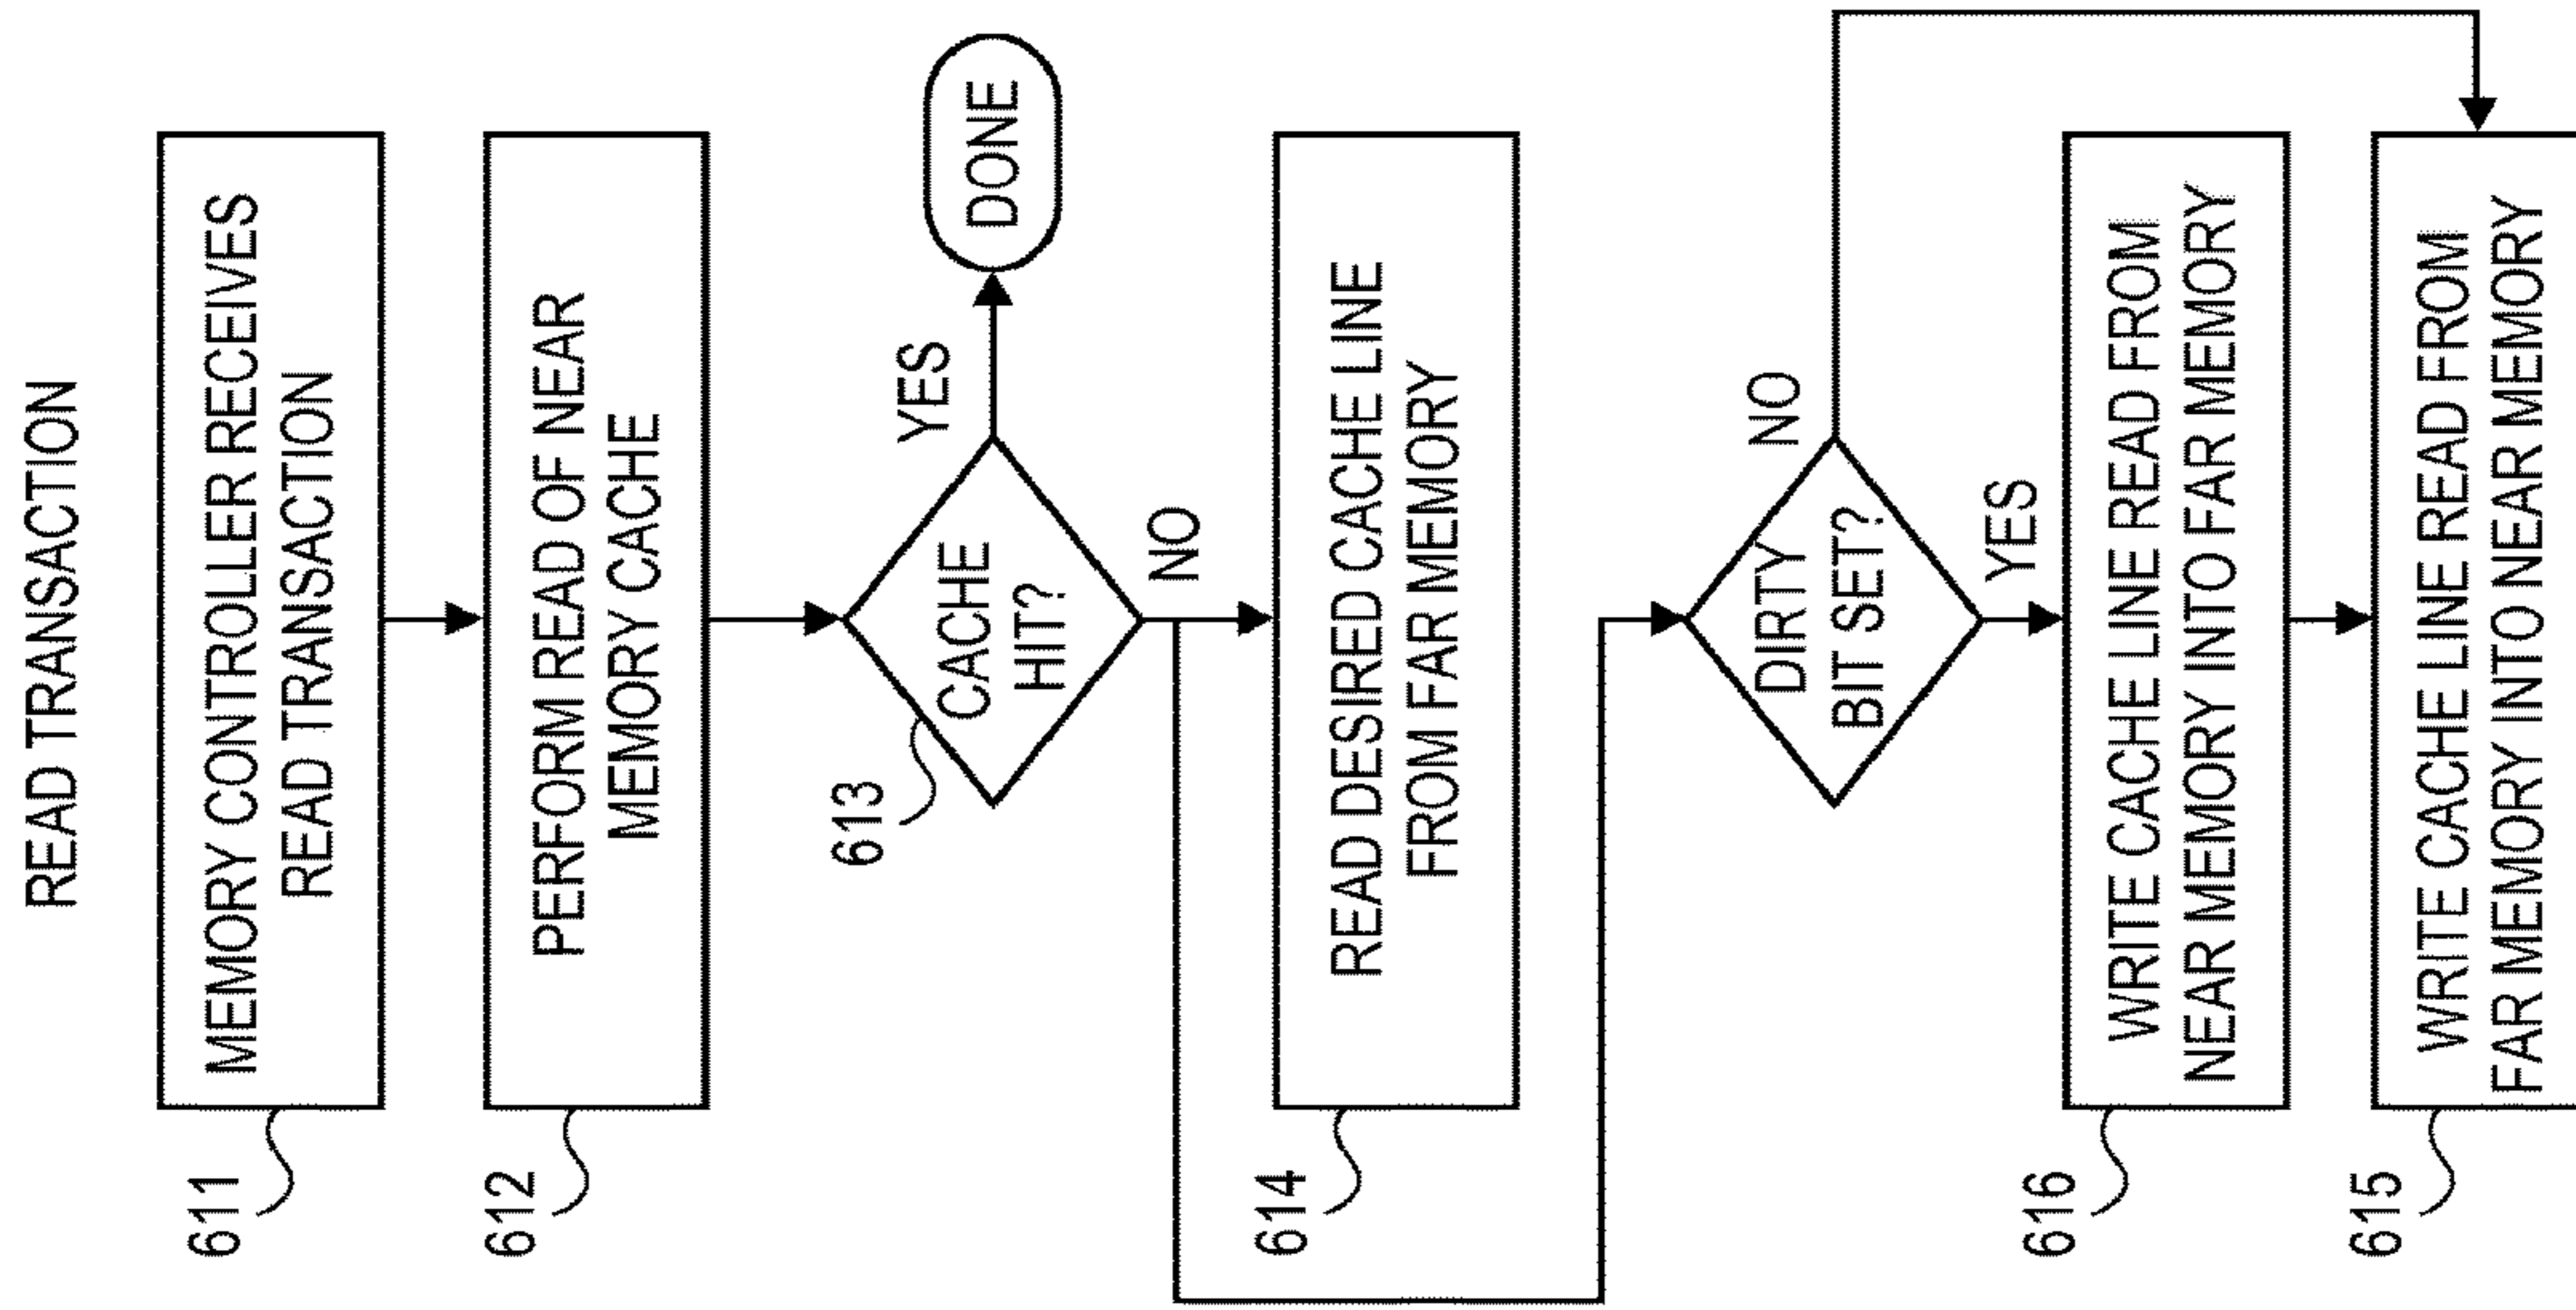 READ TRANSACTION
MEMORY CONTROLLER RECEIVES
READ TRANSACTION
611
PERFORM READ OF NEAR
MEMORY CACHE
612
CACHE
HIT?
613
YES
DONE
NO
READ DESIRED CACHE LINE
FROM FAR MEMORY
614
DIRTY
BIT SET?
NO
YES
WRITE CACHE LINE READ FROM
NEAR MEMORY INTO FAR MEMORY
616
WRITE CACHE LINE READ FROM
FAR MEMORY INTO NEAR MEMORY
615